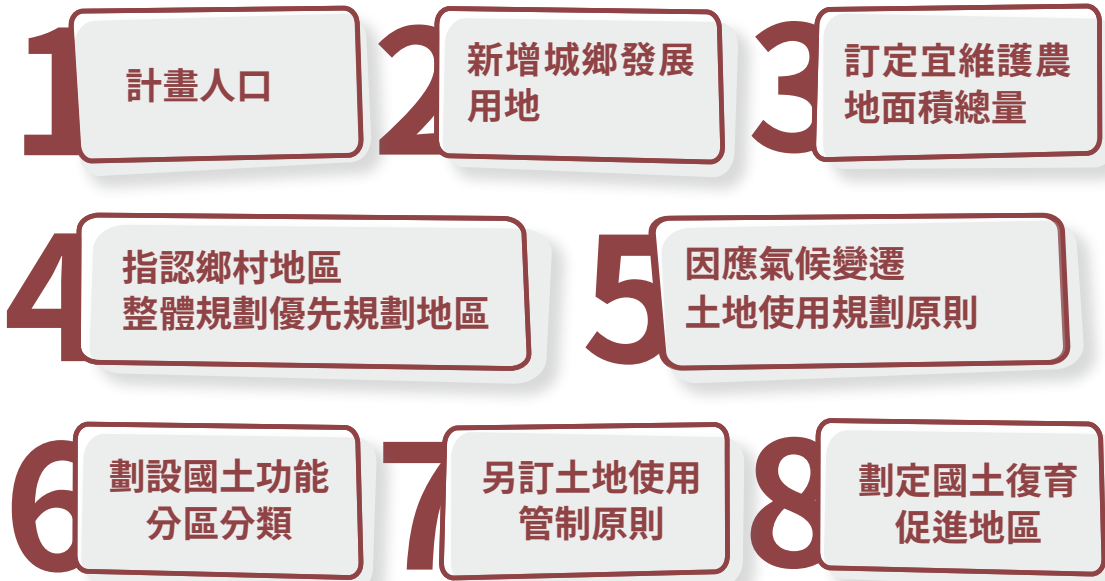 1
計畫人口
2
新增城鄉發展
用地
3
訂定宜維護農
地面積總量
4
指認鄉村地區
整體規劃優先規劃地區
5
因應氣候變遷
土地使用規劃原則
6
劃設國土功能
分區分類
7
另訂土地使用
管制原則
8
劃定國土復育
促進地區